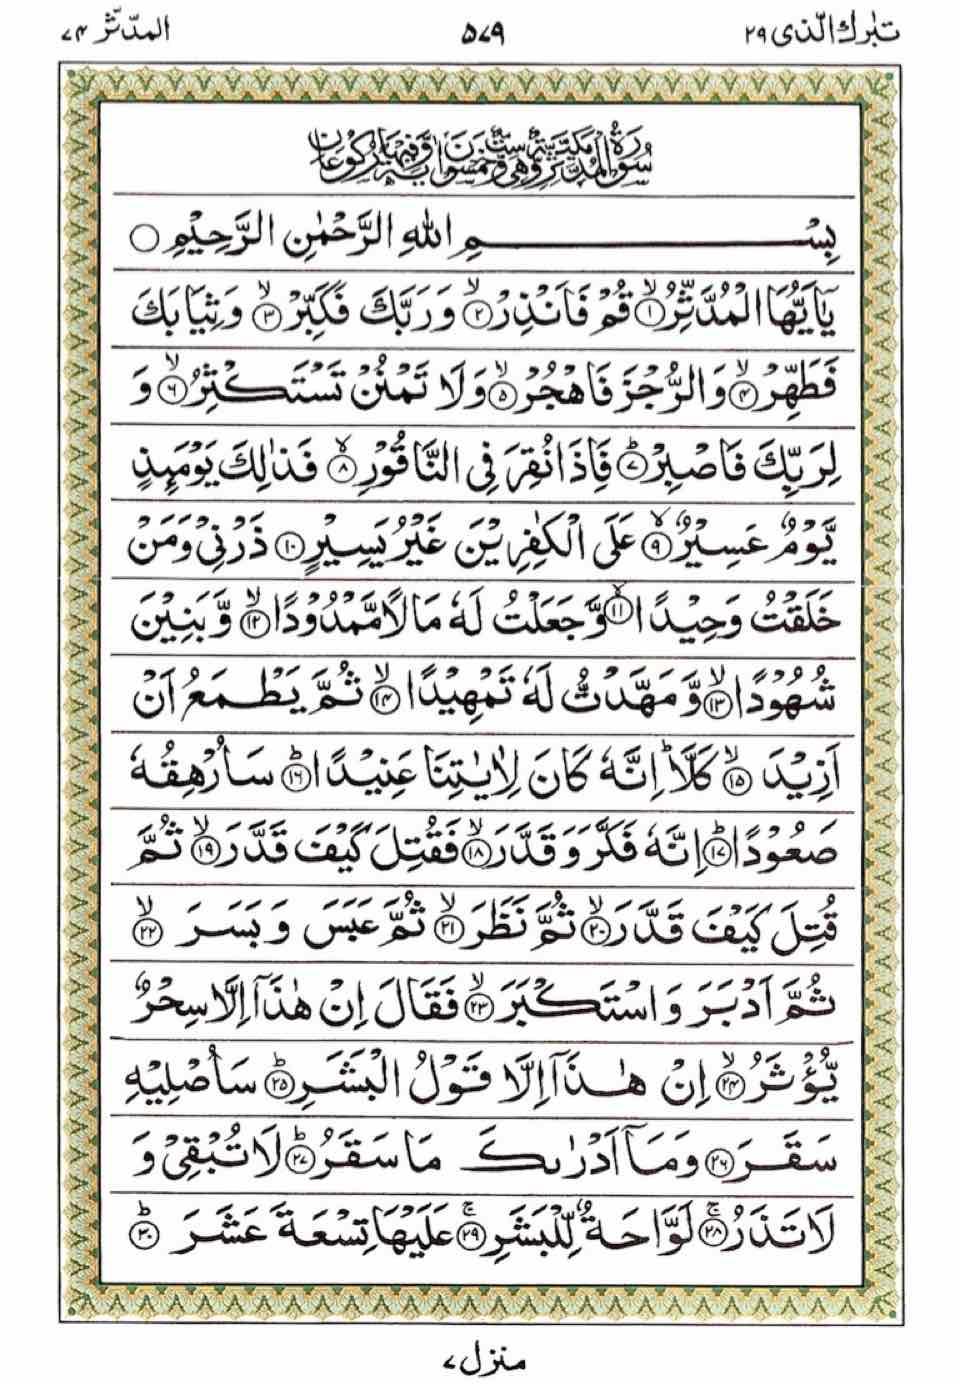 تبٰرك الّذى ٢٩
٥٧٩
المدّثّر ٧٤
سُوْرَةُ الْمُدَّثِّرِ مَكِّيَّةٌ وَّهِيَ سِتٌّ وَّخَمْسُوْنَ اٰيَةً وَّفِيْهَا رُكُوْعَانِ
بِسْمِ اللهِ الرَّحْمٰنِ الرَّحِيْمِ ○
يٰٓاَيُّهَا الْمُدَّثِّرُ ۙ﴿١﴾ قُمْ فَاَنْذِرْ ۙ﴿٢﴾ وَرَبَّكَ فَكَبِّرْ ۙ﴿٣﴾ وَثِيَابَكَ
فَطَهِّرْ ۙ﴿٤﴾ وَالرُّجْزَ فَاهْجُرْ ۙ﴿٥﴾ وَلَا تَمْنُنْ تَسْتَكْثِرُ ۙ﴿٦﴾ وَ
لِرَبِّكَ فَاصْبِرْ ؕ﴿٧﴾ فَاِذَا نُقِرَ فِى النَّاقُوْرِ ۙ﴿٨﴾ فَذٰلِكَ يَوْمَئِذٍ
يَّوْمٌ عَسِيْرٌ ۙ﴿٩﴾ عَلَى الْكٰفِرِيْنَ غَيْرُ يَسِيْرٍ ﴿١٠﴾ ذَرْنِىْ وَمَنْ
خَلَقْتُ وَحِيْدًا ۙ﴿١١﴾ وَّجَعَلْتُ لَهٗ مَالًا مَّمْدُوْدًا ۙ﴿١٢﴾ وَّبَنِيْنَ
شُهُوْدًا ۙ﴿١٣﴾ وَّمَهَّدْتُّ لَهٗ تَمْهِيْدًا ۙ﴿١٤﴾ ثُمَّ يَطْمَعُ اَنْ
اَزِيْدَ ۙ﴿١٥﴾ كَلَّا ؕ اِنَّهٗ كَانَ لِاٰيٰتِنَا عَنِيْدًا ؕ﴿١٦﴾ سَاُرْهِقُهٗ
صَعُوْدًا ؕ﴿١٧﴾ اِنَّهٗ فَكَّرَ وَقَدَّرَ ۙ﴿١٨﴾ فَقُتِلَ كَيْفَ قَدَّرَ ۙ﴿١٩﴾ ثُمَّ
قُتِلَ كَيْفَ قَدَّرَ ۙ﴿٢٠﴾ ثُمَّ نَظَرَ ۙ﴿٢١﴾ ثُمَّ عَبَسَ وَبَسَرَ ۙ﴿٢٢﴾
ثُمَّ اَدْبَرَ وَاسْتَكْبَرَ ۙ﴿٢٣﴾ فَقَالَ اِنْ هٰذَآ اِلَّا سِحْرٌ
يُّؤْثَرُ ۙ﴿٢٤﴾ اِنْ هٰذَآ اِلَّا قَوْلُ الْبَشَرِ ؕ﴿٢٥﴾ سَاُصْلِيْهِ
سَقَرَ ﴿٢٦﴾ وَمَآ اَدْرٰىكَ مَا سَقَرُ ؕ﴿٢٧﴾ لَا تُبْقِىْ وَ
لَا تَذَرُ ۚ﴿٢٨﴾ لَوَّاحَةٌ لِّلْبَشَرِ ۚ﴿٢٩﴾ عَلَيْهَا تِسْعَةَ عَشَرَ ؕ﴿٣٠﴾
منزل ٧